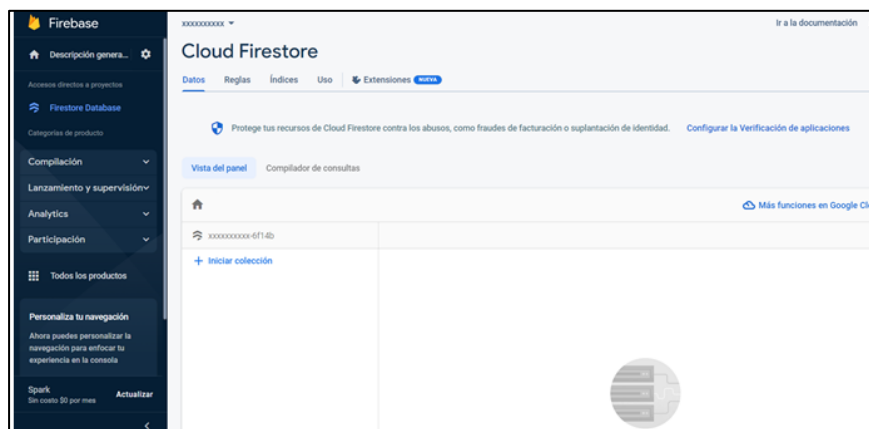 Firebase
Descripción genera...
Accesos directos a proyectos
Firestore Database
Categorías de producto
Compilación
Lanzamiento y supervisión
Analytics
Participación
Todos los productos
Personaliza tu navegación
Ahora puedes personalizar la
navegación para enfocar tu
experiencia en la consola
Spark
Sin costo $0 por mes
Actualizar
xxxxxxxxxx
Ir a la documentación
Cloud Firestore
Datos Reglas Índices Uso Extensiones NUEVA
Protege tus recursos de Cloud Firestore contra los abusos, como fraudes de facturación o suplantación de identidad. Configurar la Verificación de aplicaciones
Vista del panel Compilador de consultas
Más funciones en Google Clo
xxxxxxxxxx-6f14b
+ Iniciar colección